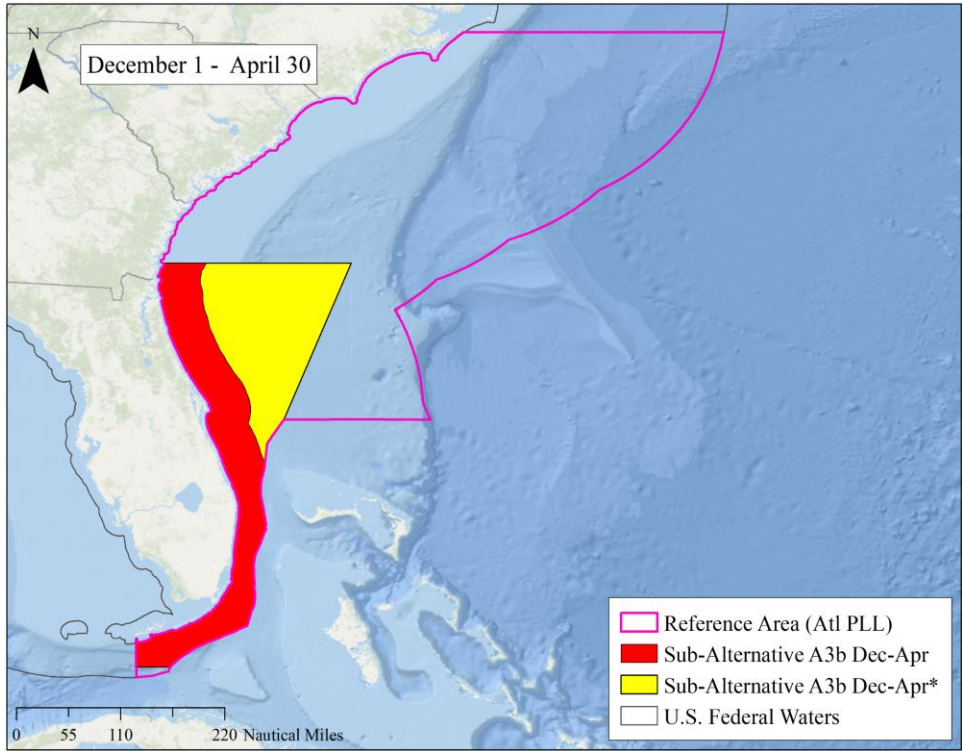 N
December 1 - April 30
Reference Area (Atl PLL)
Sub-Alternative A3b Dec-Apr
Sub-Alternative A3b Dec-Apr*
U.S. Federal Waters
0 55 110 220 Nautical Miles